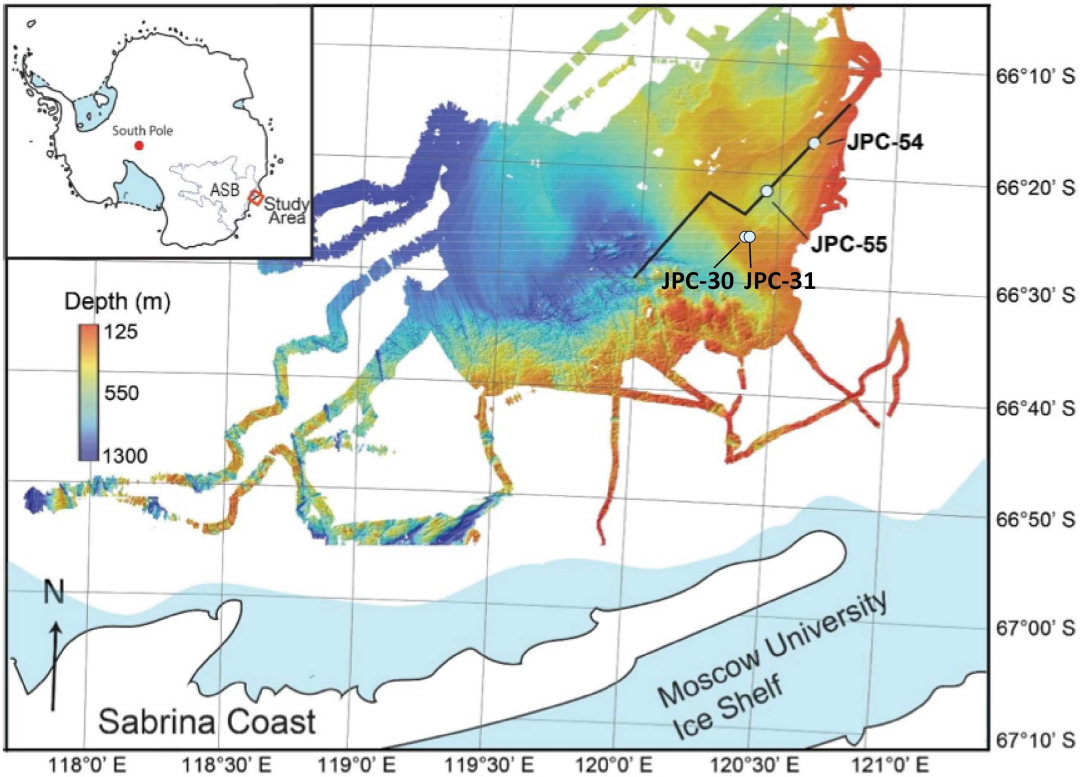 South Pole
ASB
Study
Area
66°10' S
JPC-54
66°20' S
JPC-55
JPC-30 JPC-31
66°30' S
Depth (m)
125
550
1300
66°40' S
66°50' S
N
67°00' S
Moscow University
Ice Shelf
Sabrina Coast
67°10' S
118°0' E
118°30' E
119°0' E
119°30' E
120°0' E
120°30' E
121°0' E